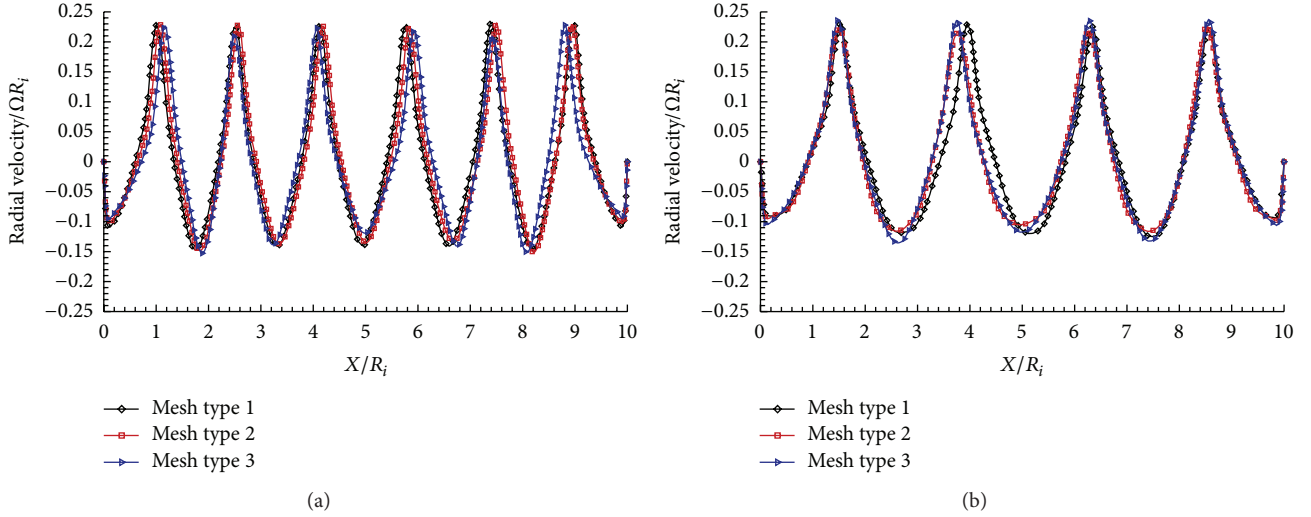 0.25
0.2
0.15
0.1
0.05
0
−0.05
−0.1
−0.15
−0.2
−0.25
Radial velocity/ΩR_i
0 1 2 3 4 5 6 7 8 9 10
X/R_i
Mesh type 1
Mesh type 2
Mesh type 3
(a)
0.25
0.2
0.15
0.1
0.05
0
−0.05
−0.1
−0.15
−0.2
−0.25
Radial velocity/ΩR_i
0 1 2 3 4 5 6 7 8 9 10
X/R_i
Mesh type 1
Mesh type 2
Mesh type 3
(b)